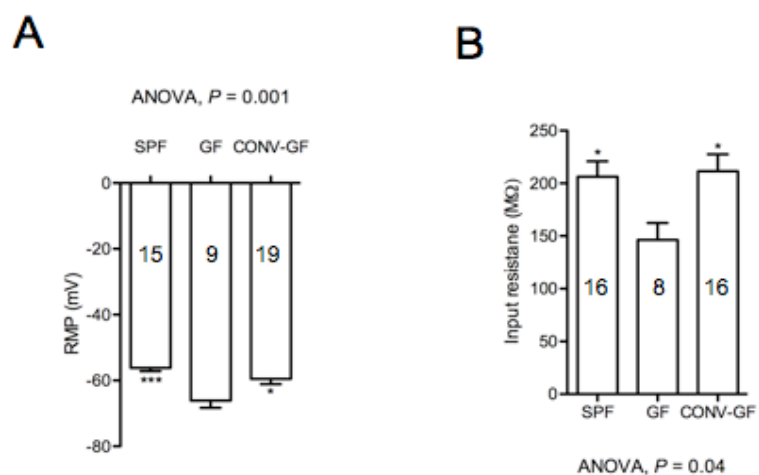 A
ANOVA, P = 0.001
SPF GF CONV-GF
0
-20
-40
-60
-80
RMP (mV)
15 9 19
***
*
B
250
200
150
100
50
0
Input resistane (MΩ)
* *
16 8 16
SPF GF CONV-GF
ANOVA, P = 0.04